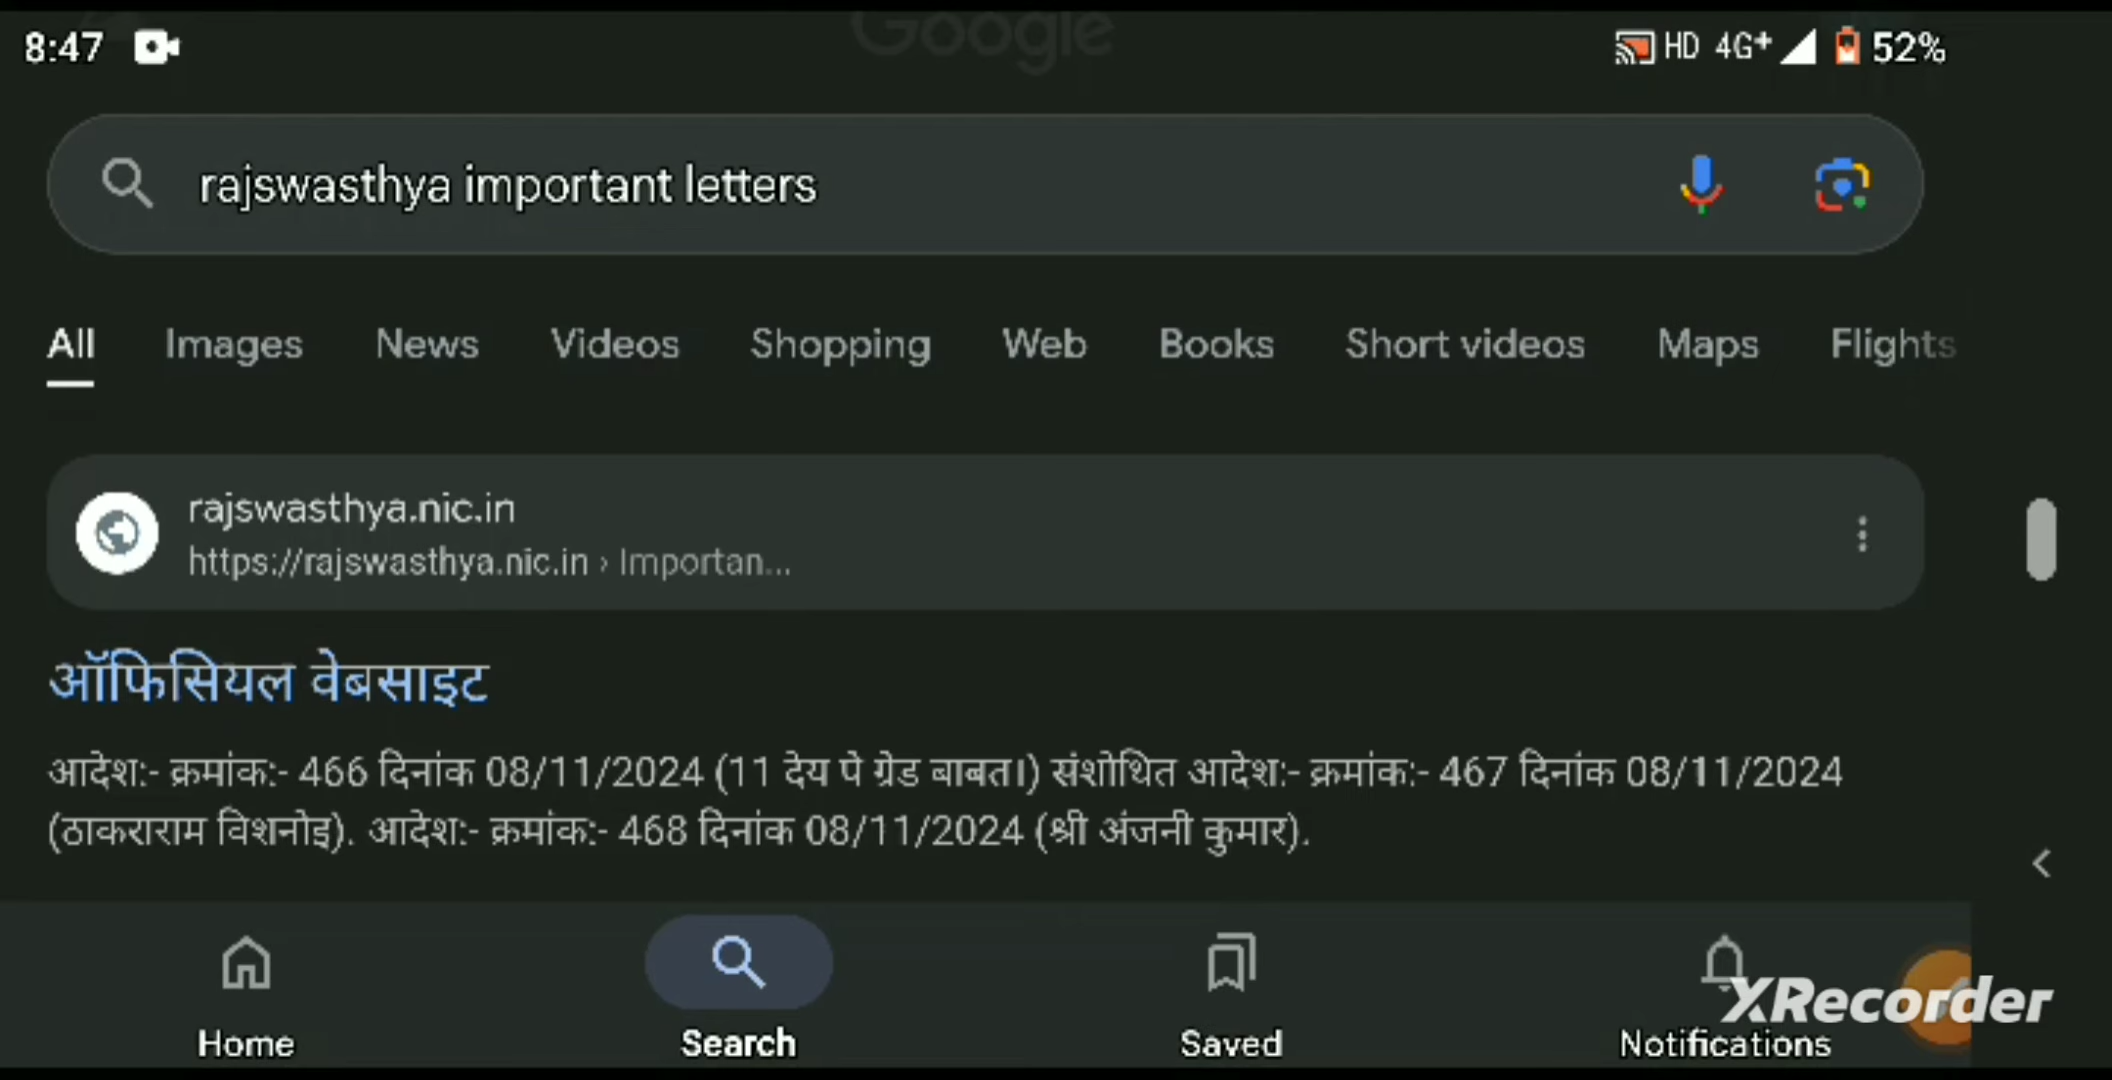 Google
8:47 HD 4G+ 52%
rajswasthya important letters
All Images News Videos Shopping Web Books Short videos Maps Flights
rajswasthya.nic.in
https://rajswasthya.nic.in › Importan...
ऑफिसियल वेबसाइट
आदेश:- क्रमांक:- 466 दिनांक 08/11/2024 (11 देय पे ग्रेड बाबत।) संशोधित आदेश:- क्रमांक:- 467 दिनांक 08/11/2024
(ठाकराराम विशनोइ). आदेश:- क्रमांक:- 468 दिनांक 08/11/2024 (श्री अंजनी कुमार).
XRecorder
Home Search Saved Notifications